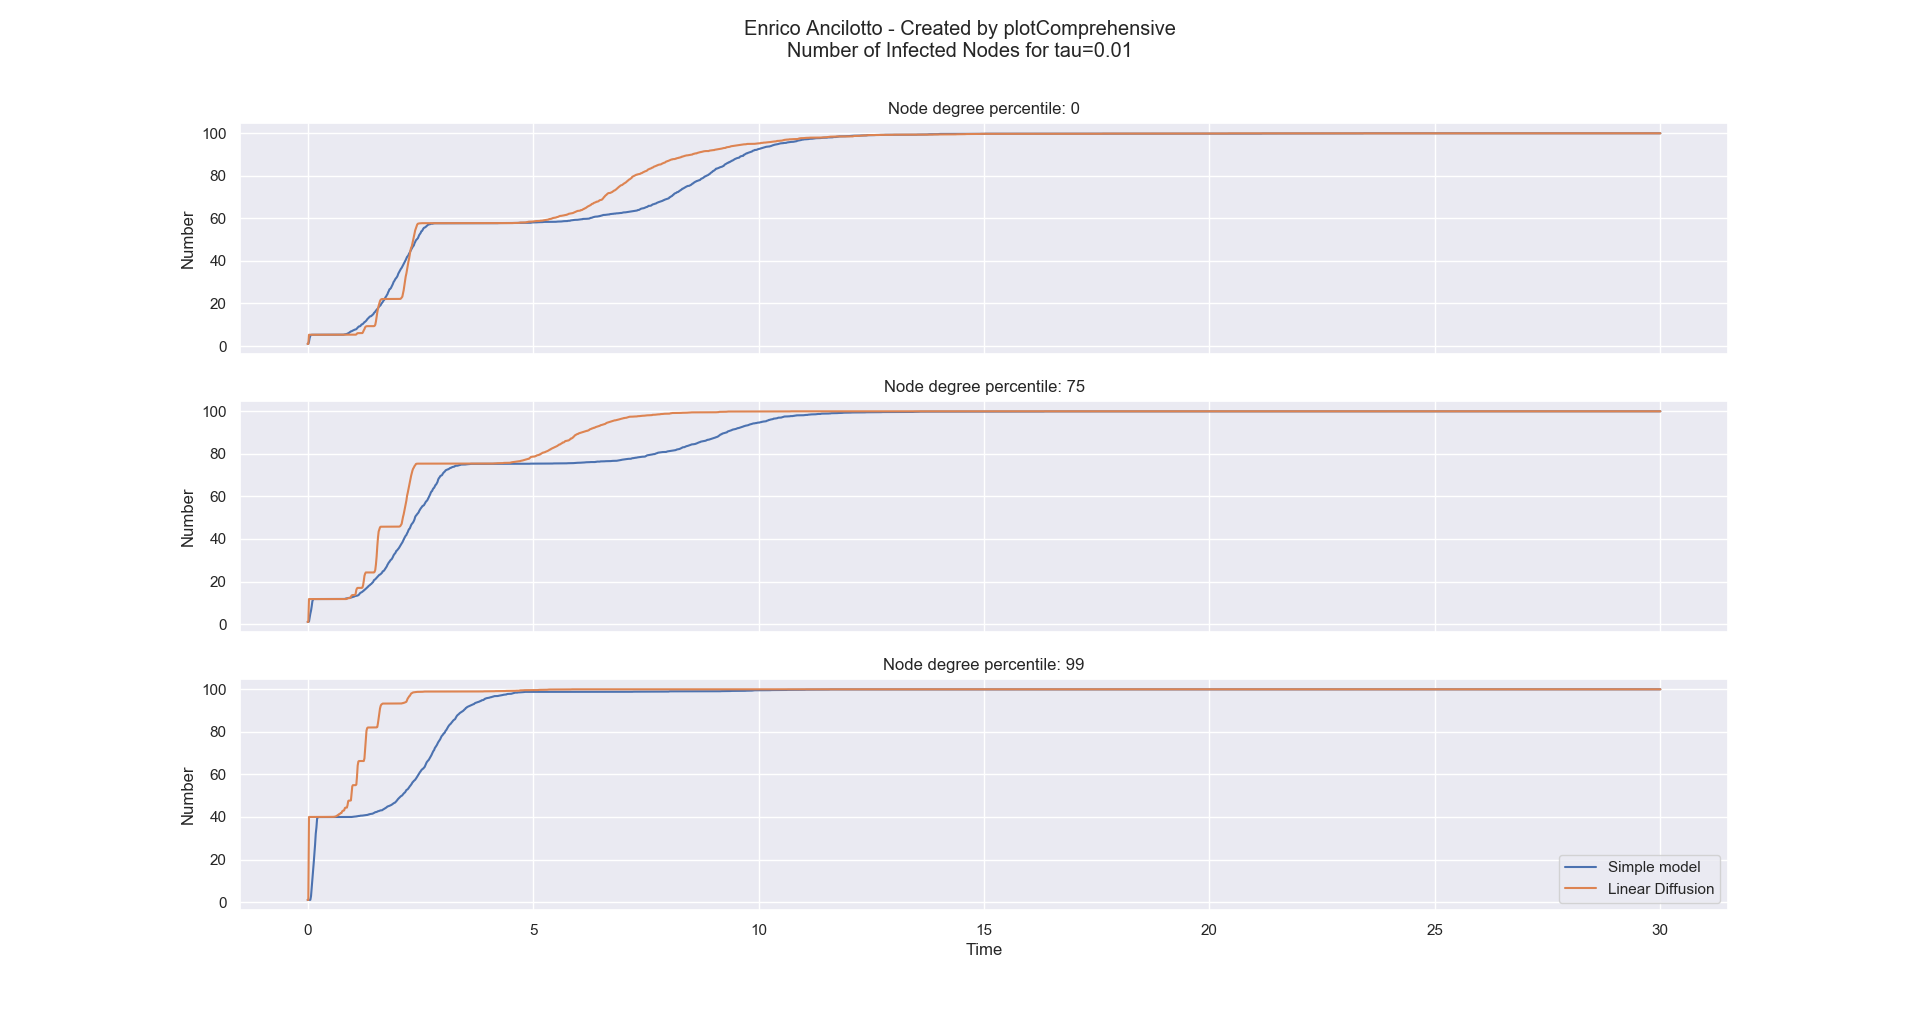 Enrico Ancilotto - Created by plotComprehensive
Number of Infected Nodes for tau=0.01
Node degree percentile: 0
100
80
60
40
20
0
Number
Node degree percentile: 75
100
80
60
40
20
0
Number
Node degree percentile: 99
100
80
60
40
20
0
Number
Simple model
Linear Diffusion
0 5 10 15 20 25 30
Time